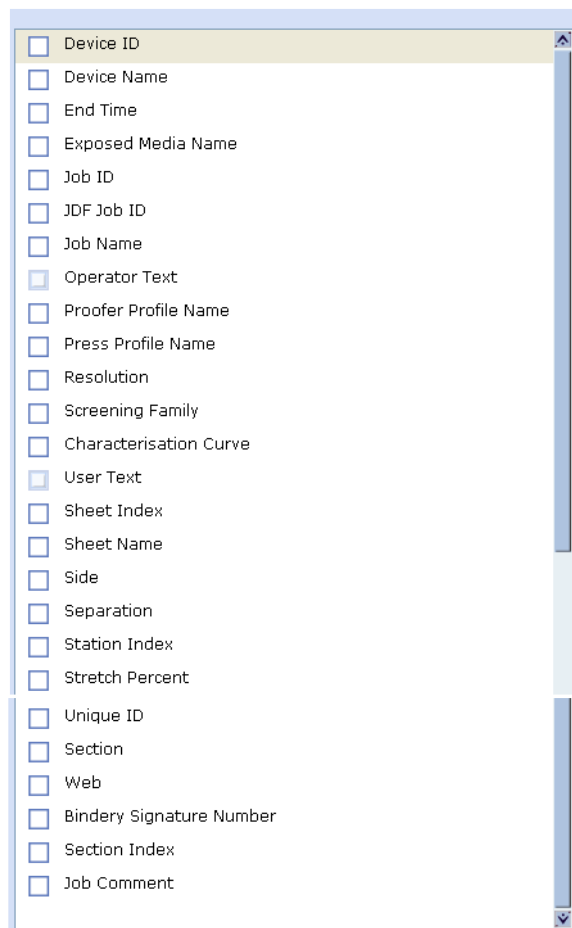 Device ID
Device Name
End Time
Exposed Media Name
Job ID
JDF Job ID
Job Name
Operator Text
Proofer Profile Name
Press Profile Name
Resolution
Screening Family
Characterisation Curve
User Text
Sheet Index
Sheet Name
Side
Separation
Station Index
Stretch Percent
Unique ID
Section
Web
Bindery Signature Number
Section Index
Job Comment